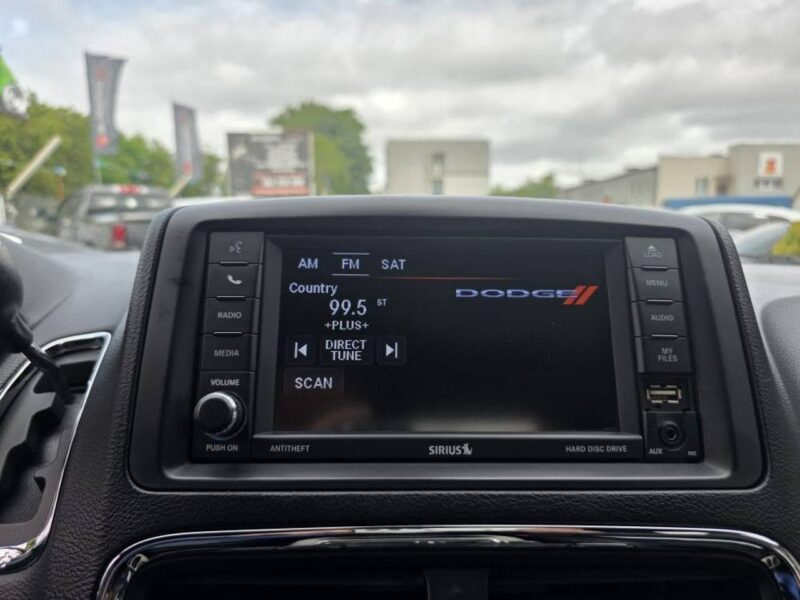 AM FM SAT
Country
99.5 ST
+PLUS+
DIRECT
TUNE
SCAN
DODGE
RADIO
MEDIA
VOLUME
PUSH ON
ANTITHEFT
SIRIUS
HARD DISC DRIVE
LOAD
MENU
AUDIO
MY
FILES
AUX